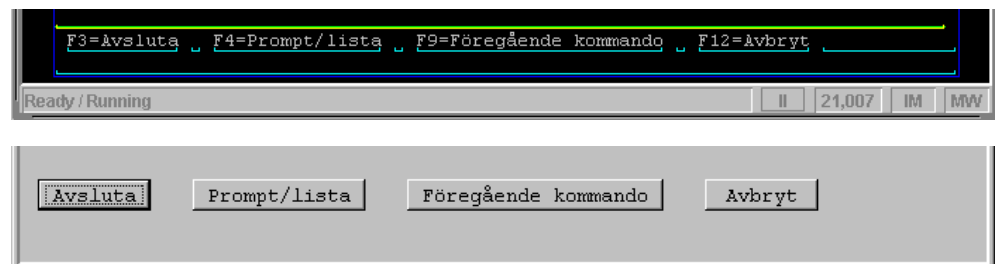 F3=Avsluta F4=Prompt/lista F9=Föregående kommando F12=Avbryt
Ready / Running II 21,007 IM MW
Avsluta Prompt/lista Föregående kommando Avbryt